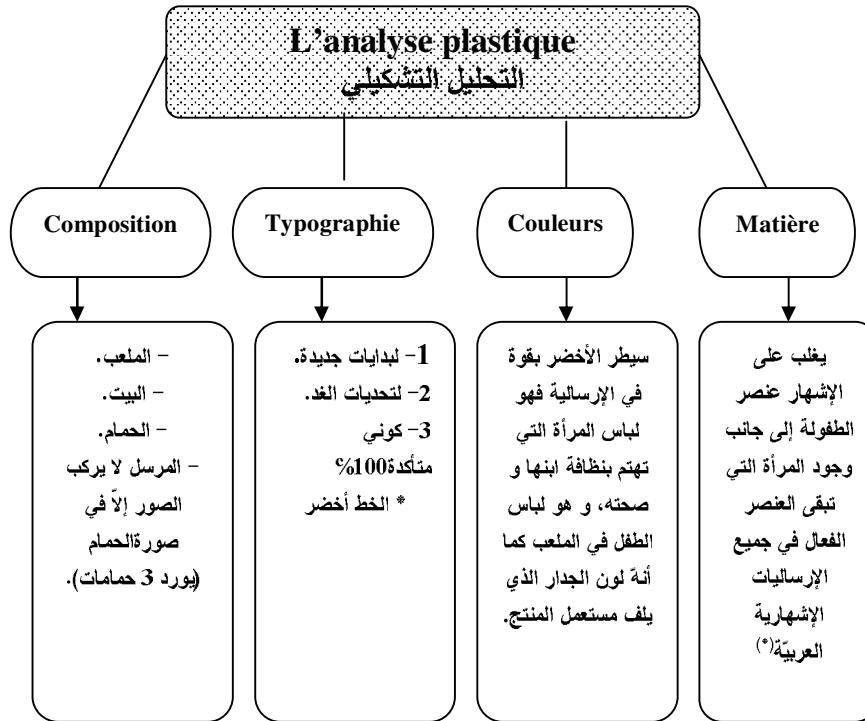 L'analyse plastique
التحليل التشكيلي
Composition
Typographie
Couleurs
Matière
– الملعب.
– البيت.
– الحمام.
– المرسل لا يركب
الصور إلاّ في
صورةالحمام
(يورد 3 حمامات).
1– لبدايات جديدة.
2– لتحديات الغد.
3– كوني
متأكدة100%
* الخط أخضر
سيطر الأخضر بقوة
في الإرسالية فهو
لباس المرأة التي
تهتم بنظافة ابنها و
صحته، و هو لباس
الطفل في الملعب كما
أنهّ لون الجدار الذي
يلف مستعمل المنتج.
يغلب على
الإشهار عنصر
الطفولة إلى جانب
وجود المرأة التي
تبقى العنصر
الفعال في جميع
الإرساليات
الإشهارية
العربيّة(*)